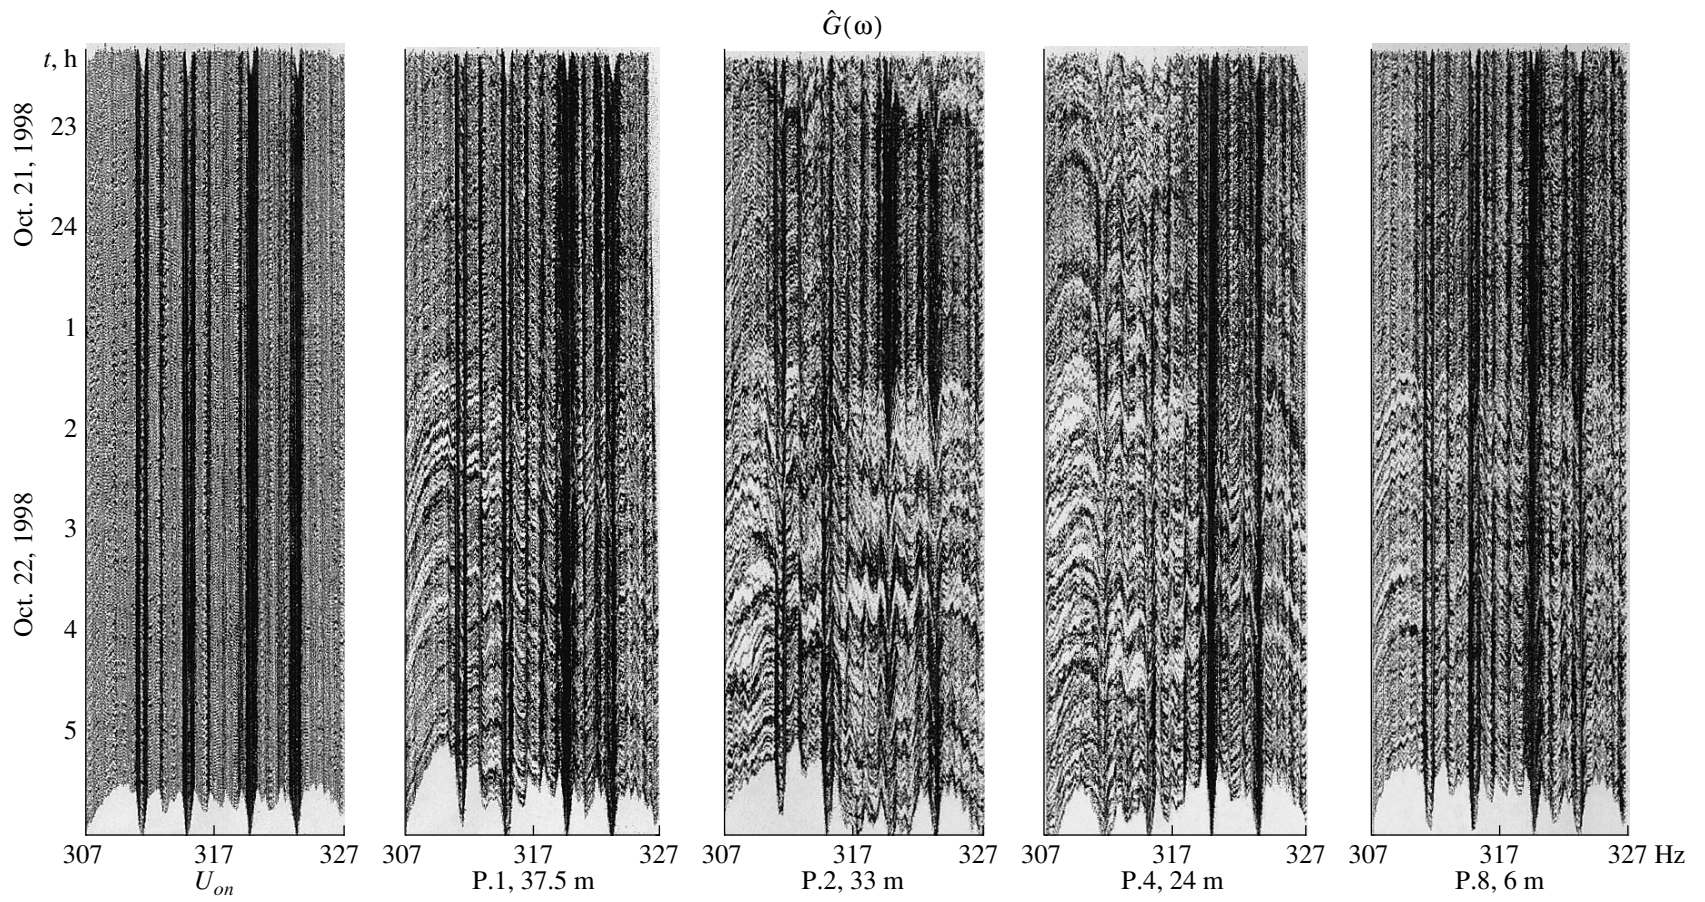 Ĝ(ω)
t, h
Oct. 21, 1998
23
24
1
2
Oct. 22, 1998
3
4
5
307 317 327 307 317 327 307 317 327 307 317 327 307 317 327 Hz
U_on P.1, 37.5 m P.2, 33 m P.4, 24 m P.8, 6 m